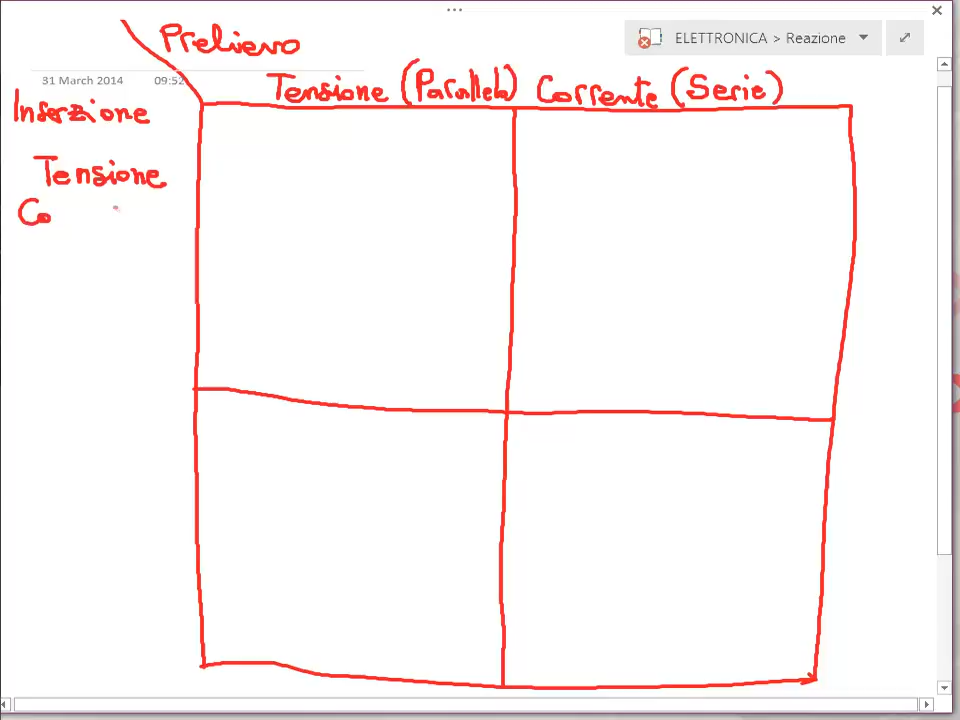 ...
ELETTRONICA > Reazione
Prelievo
31 March 2014 09:52
Tensione (Parallelo) Corrente (Serie)
Inserzione
Tensione
Co